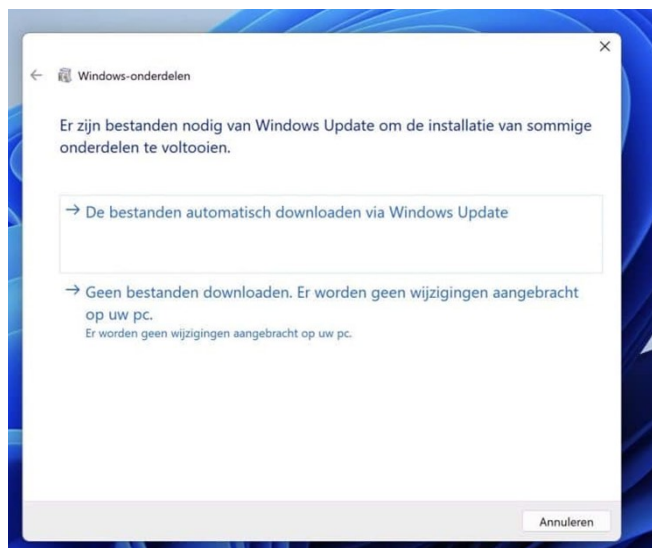 Windows-onderdelen
Er zijn bestanden nodig van Windows Update om de installatie van sommige
onderdelen te voltooien.
→ De bestanden automatisch downloaden via Windows Update
→ Geen bestanden downloaden. Er worden geen wijzigingen aangebracht
op uw pc.
Er worden geen wijzigingen aangebracht op uw pc.
Annuleren